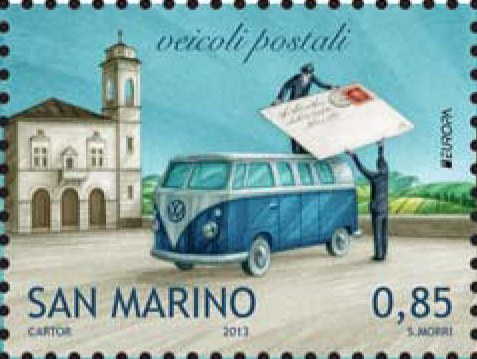 veicoli postali
EUROPA
SAN MARINO 0,85
CARTOR 2013 S. MORRI